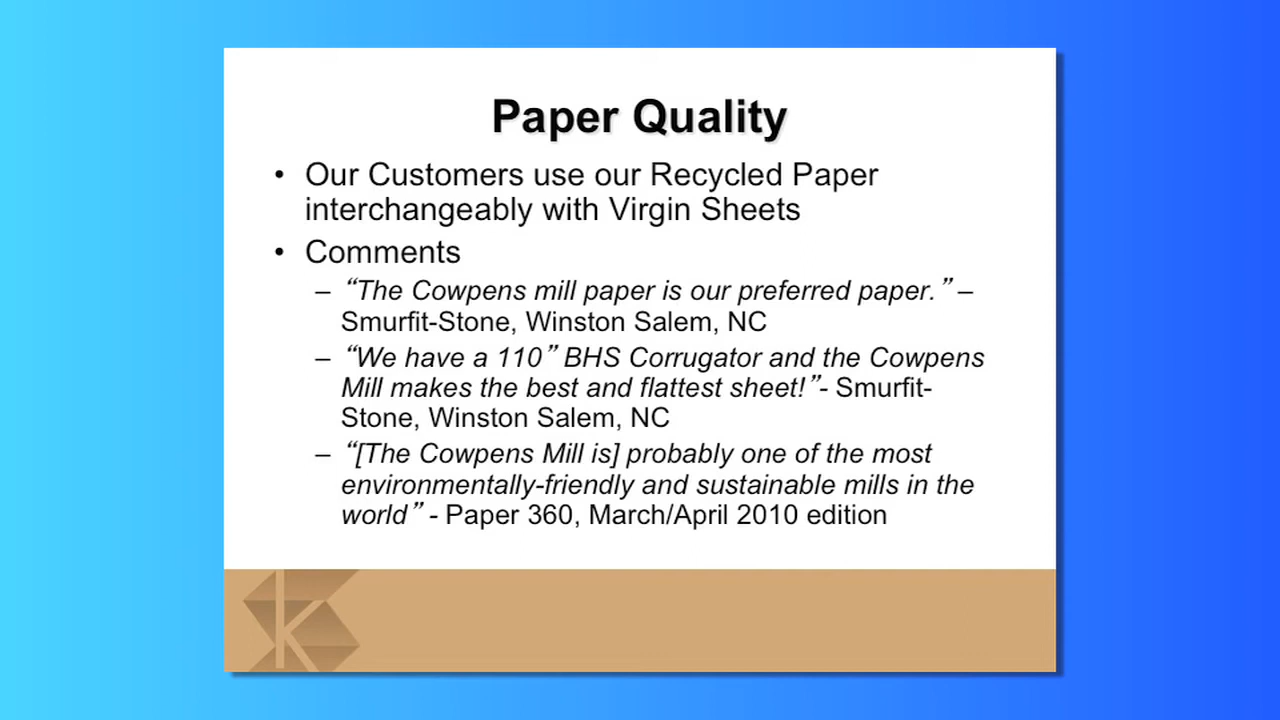 Paper Quality
• Our Customers use our Recycled Paper
interchangeably with Virgin Sheets
• Comments
– “The Cowpens mill paper is our preferred paper.” –
Smurfit-Stone, Winston Salem, NC
– “We have a 110” BHS Corrugator and the Cowpens
Mill makes the best and flattest sheet!”- Smurfit-
Stone, Winston Salem, NC
– “[The Cowpens Mill is] probably one of the most
environmentally-friendly and sustainable mills in the
world” - Paper 360, March/April 2010 edition